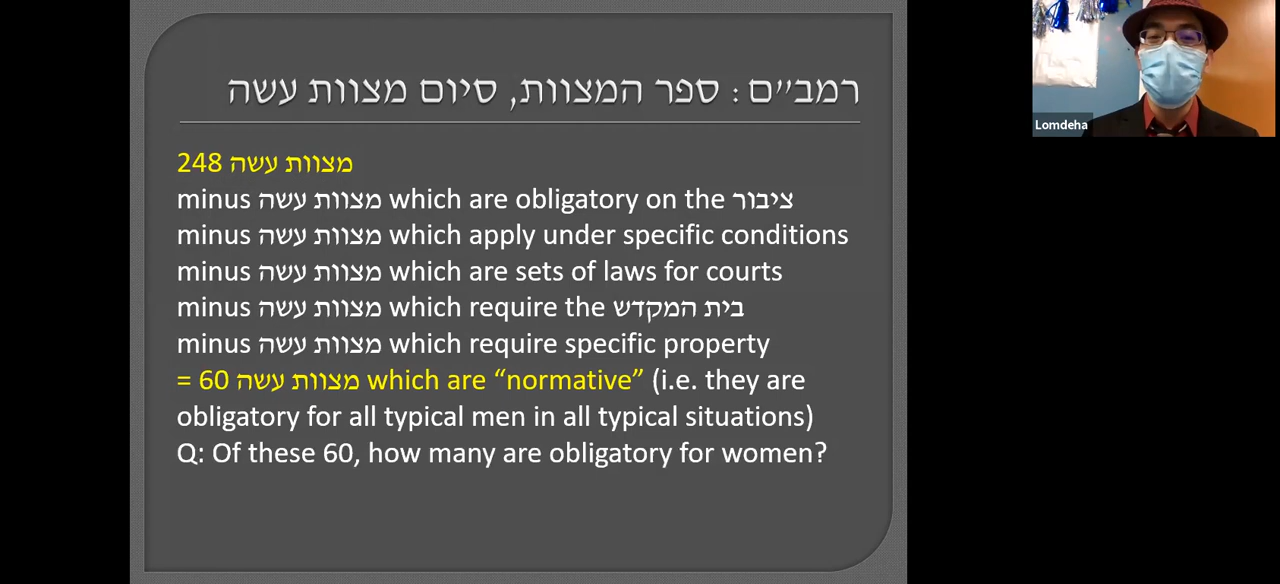 רמב״ם: ספר המצוות, סיום מצוות עשה
248 מצוות עשה
minus מצוות עשה which are obligatory on the ציבור
minus מצוות עשה which apply under specific conditions
minus מצוות עשה which are sets of laws for courts
minus מצוות עשה which require the בית המקדש
minus מצוות עשה which require specific property
= 60 מצוות עשה which are “normative” (i.e. they are
obligatory for all typical men in all typical situations)
Q: Of these 60, how many are obligatory for women?
Lomdeha